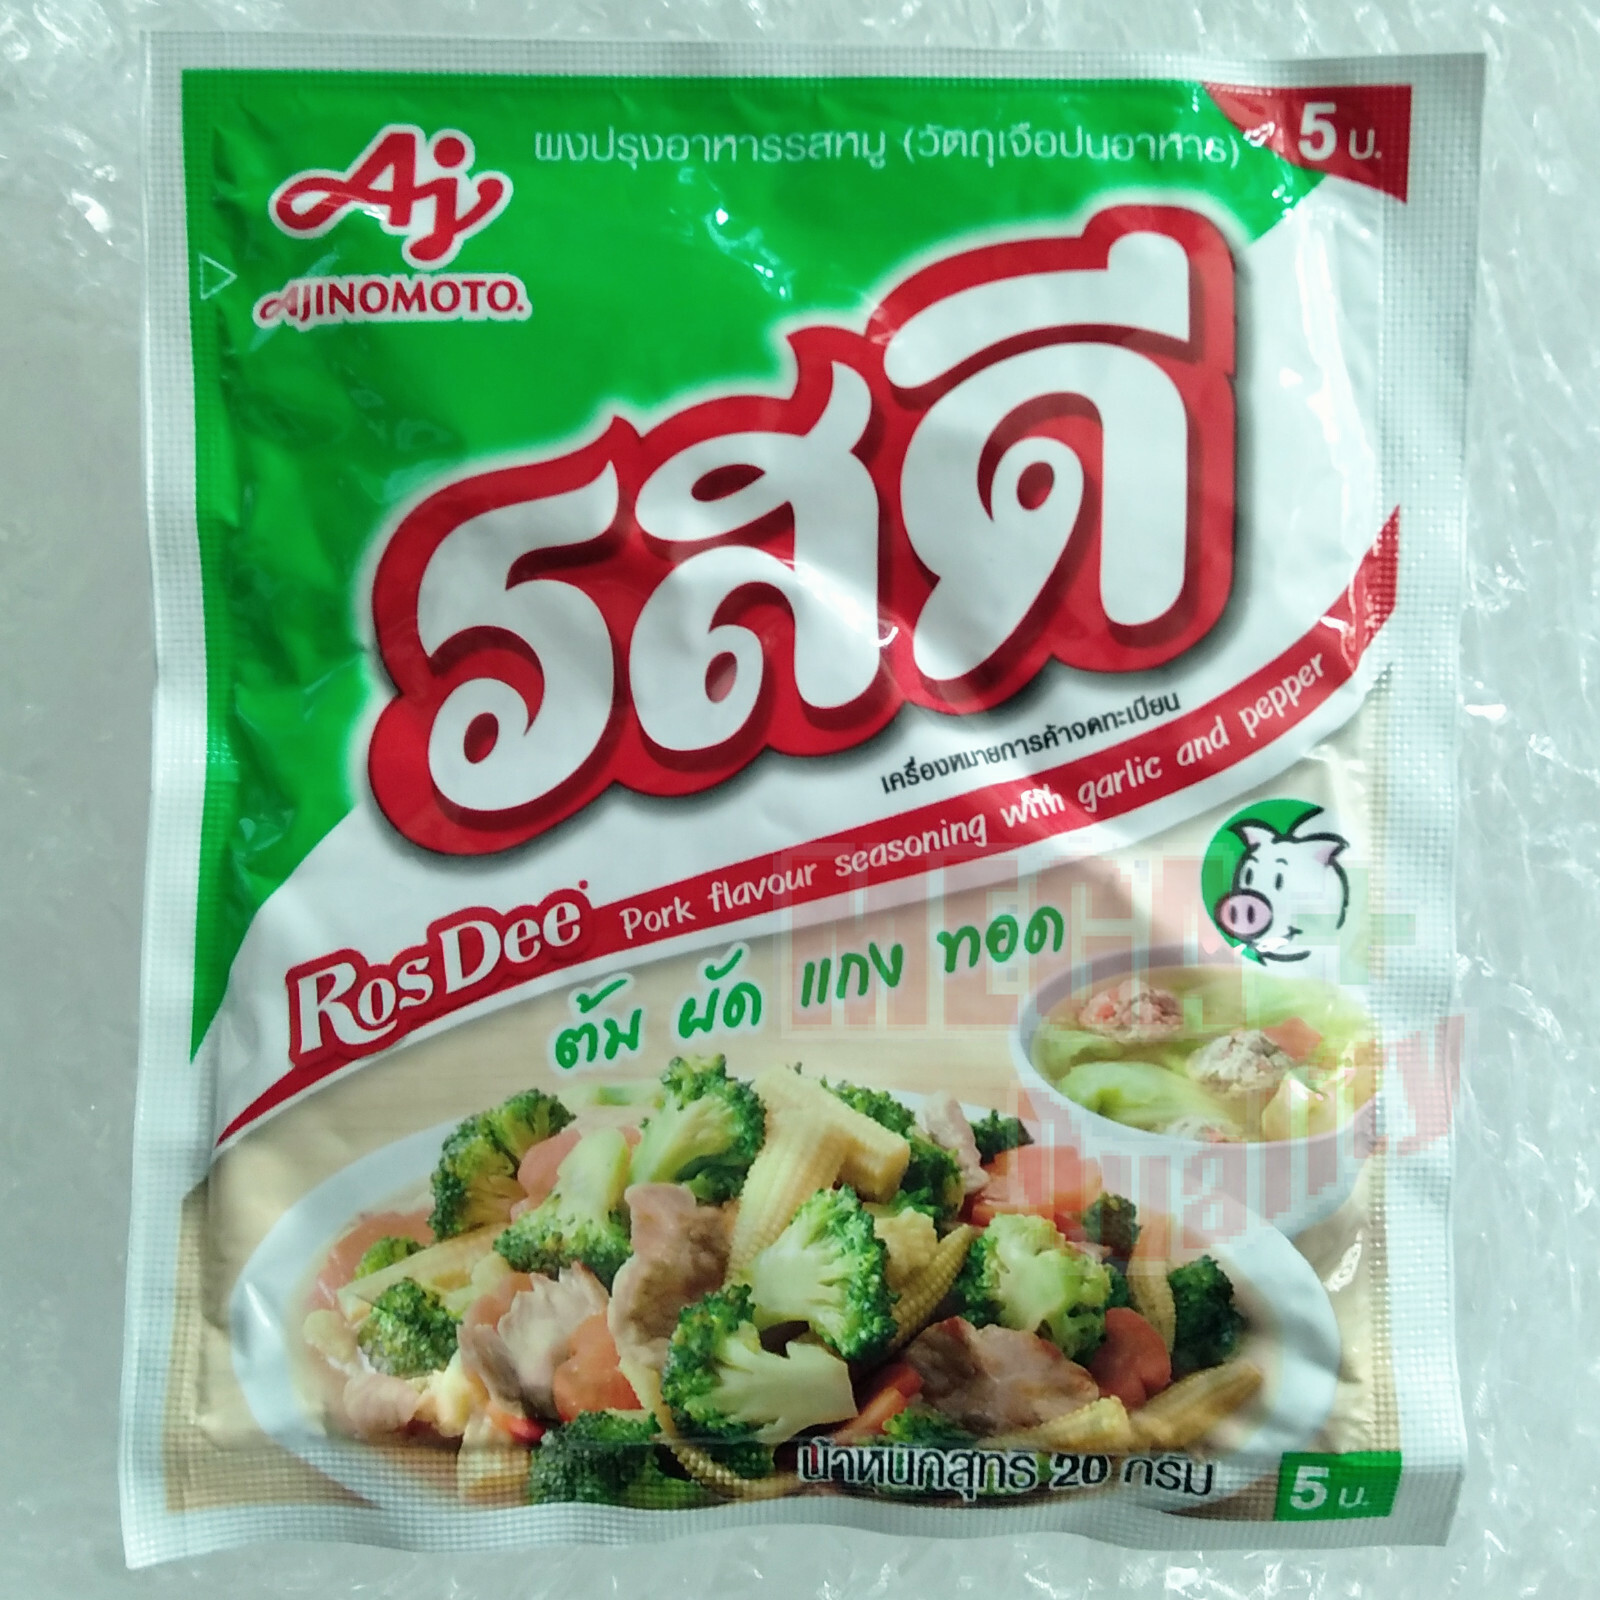 Aj
AJINOMOTO®
ผงปรุงอาหารรสหมู (วัตถุเจือปนอาหาร)
5 บ.
รสดี
เครื่องหมายการค้าจดทะเบียน
RosDee® Pork flavour seasoning with garlic and pepper
ต้ม ผัด แกง ทอด
MEGA+
Quality
น้ำหนักสุทธิ 20 กรัม
5 บ.